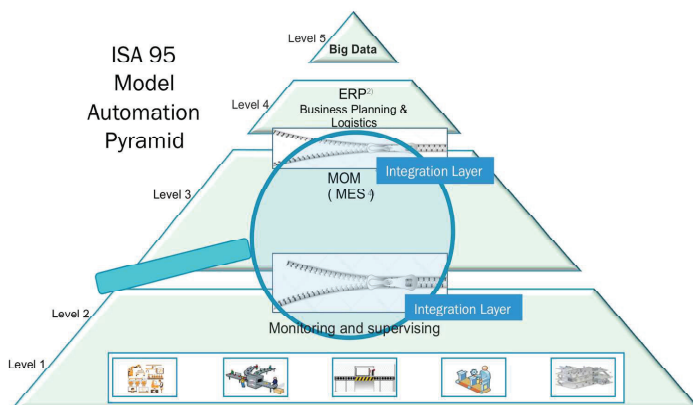 ISA 95
Model
Automation
Pyramid
Level 5
Big Data
Level 4
ERP2)
Business Planning &
Logistics
Integration Layer
Level 3
MOM
( MES )
Integration Layer
Level 2
Monitoring and supervising
Level 1